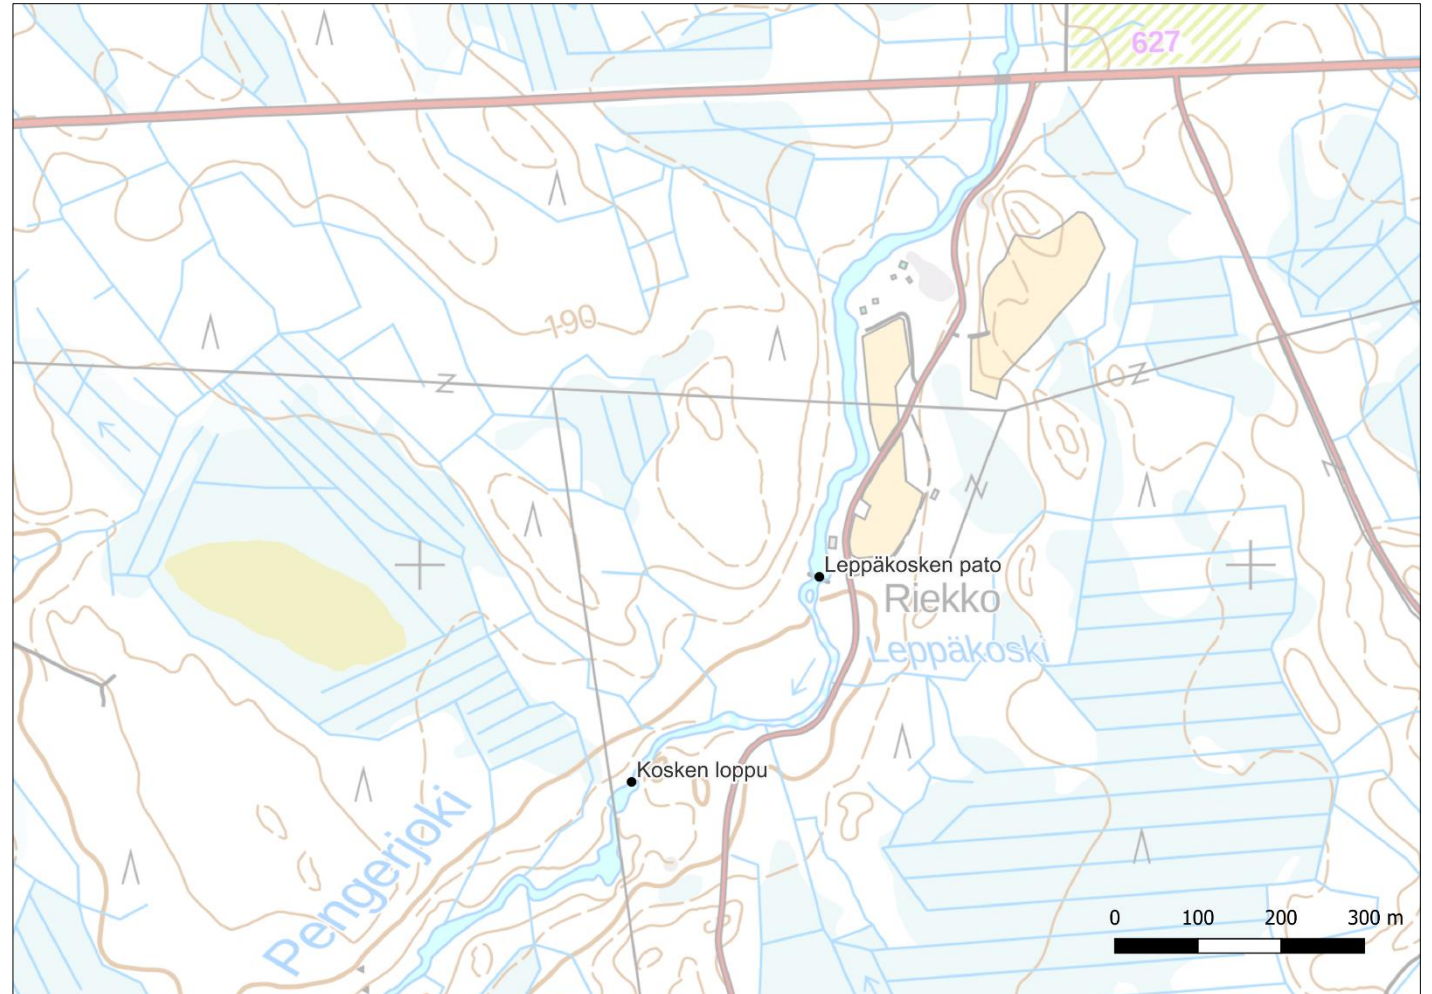 627
190
Z
Z
Z
Z
Leppäkosken pato
Riekko
Leppäkoski
Kosken loppu
Pengerjoki
0 100 200 300 m